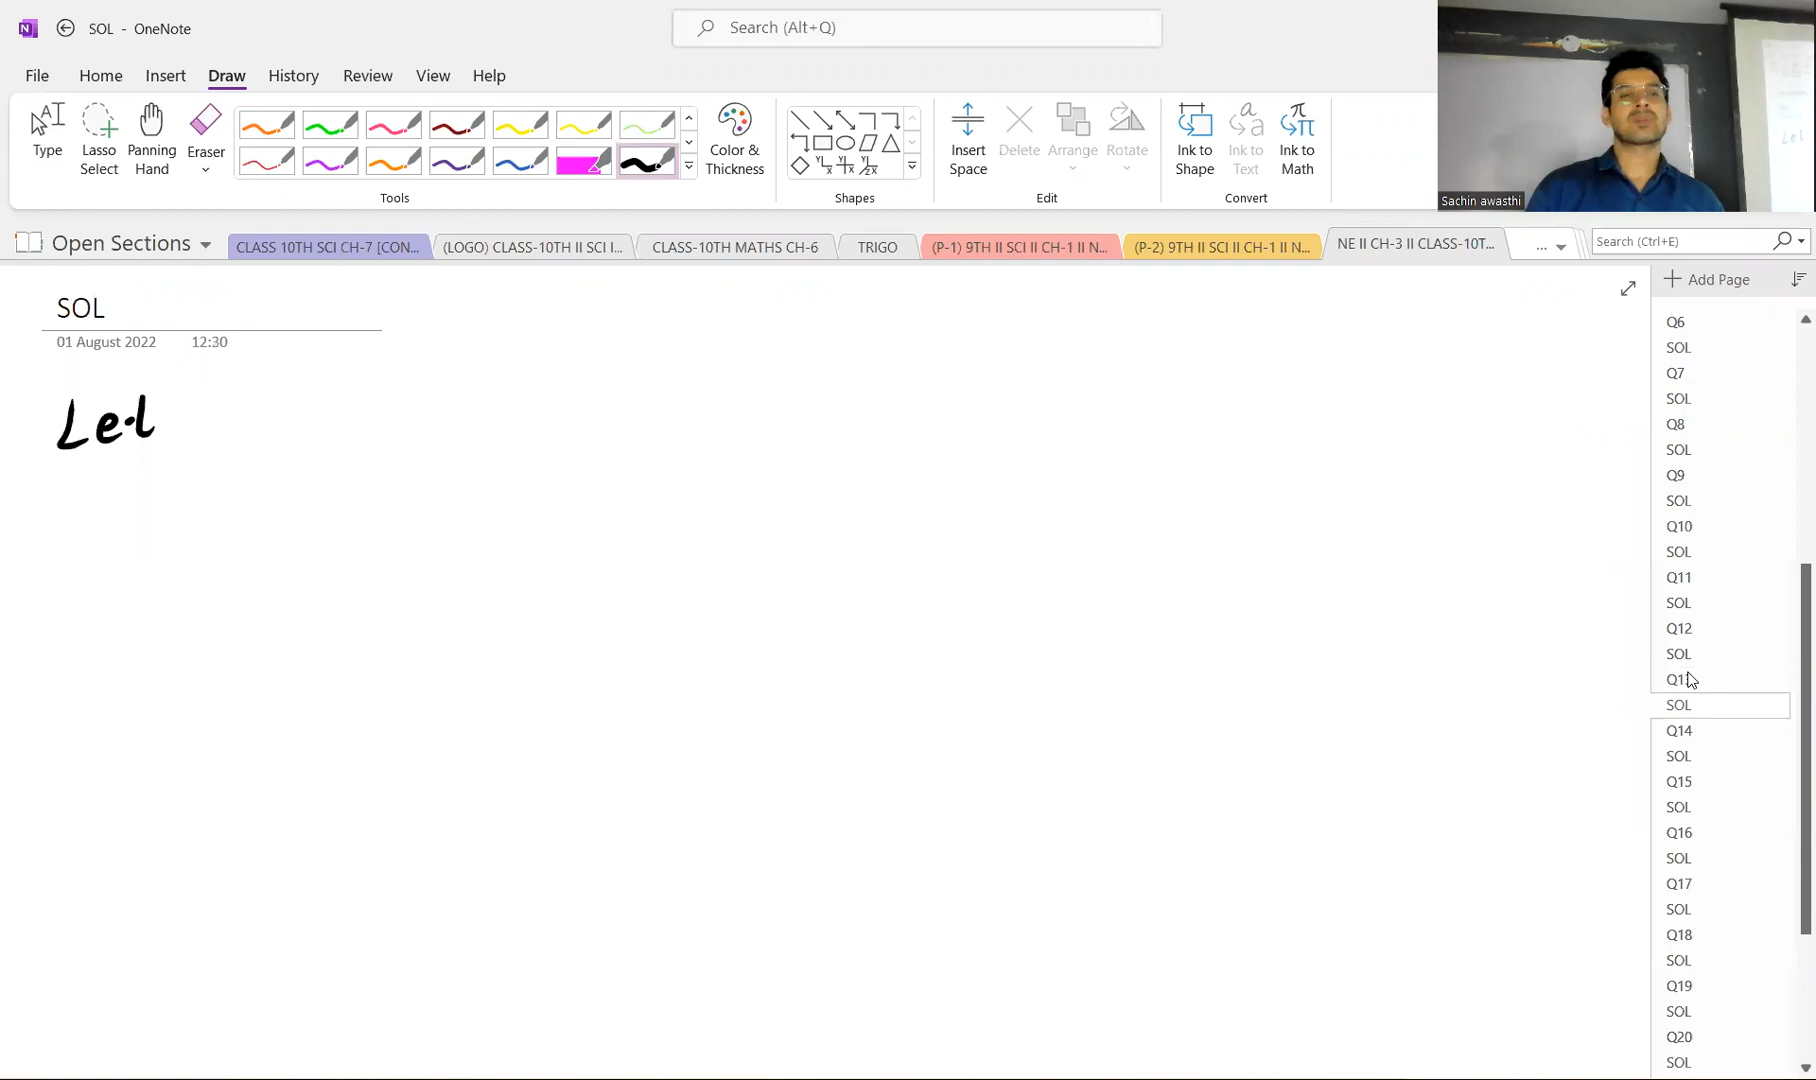 SOL - OneNote
Search (Alt+Q)
File Home Insert Draw History Review View Help
Type
Lasso Select
Panning Hand
Eraser
Color & Thickness
Insert Space
Delete
Arrange
Rotate
Ink to Shape
Ink to Text
Ink to Math
Tools Shapes Edit Convert
Sachin awasthi
Open Sections
CLASS 10TH SCI CH-7 [CON...
(LOGO) CLASS-10TH II SCI I...
CLASS-10TH MATHS CH-6
TRIGO
(P-1) 9TH II SCI II CH-1 II N...
(P-2) 9TH II SCI II CH-1 II N...
NE II CH-3 II CLASS-10T...
...
Search (Ctrl+E)
Add Page
SOL
01 August 2022 12:30
Let
Q6
SOL
Q7
SOL
Q8
SOL
Q9
SOL
Q10
SOL
Q11
SOL
Q12
SOL
Q13
SOL
Q14
SOL
Q15
SOL
Q16
SOL
Q17
SOL
Q18
SOL
Q19
SOL
Q20
SOL